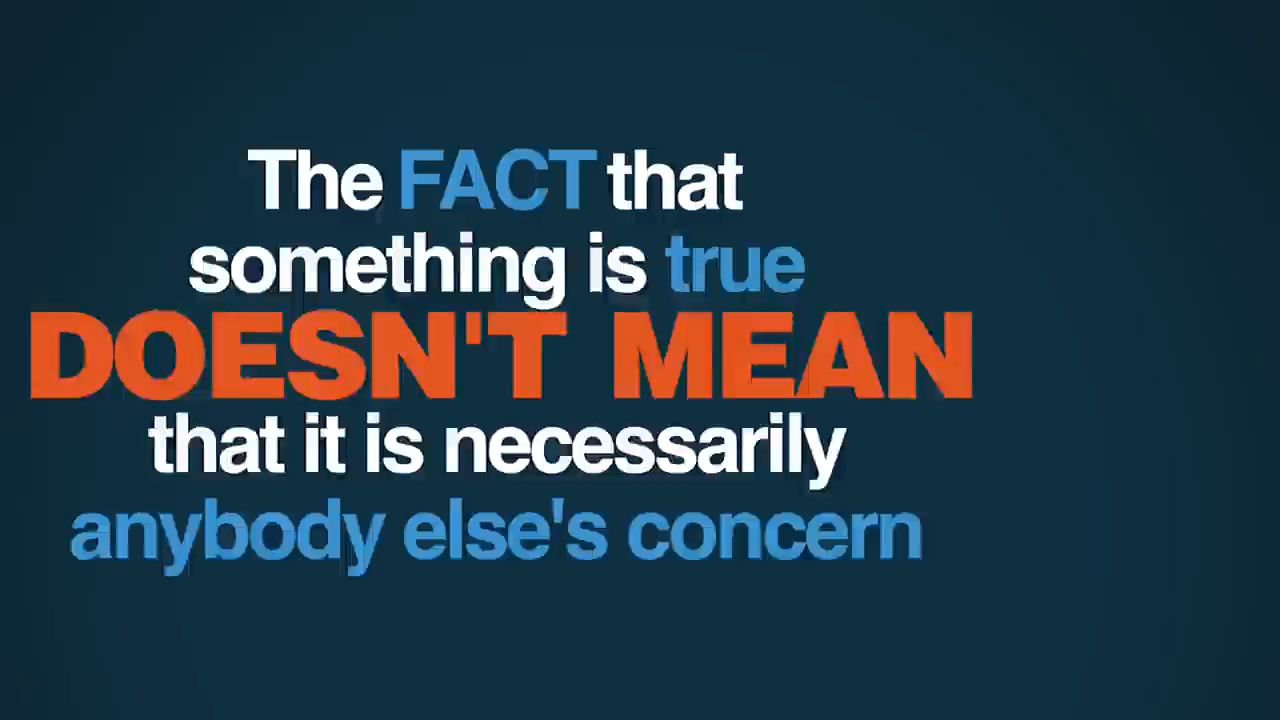 The FACT that
something is true
DOESN'T MEAN
that it is necessarily
anybody else's concern